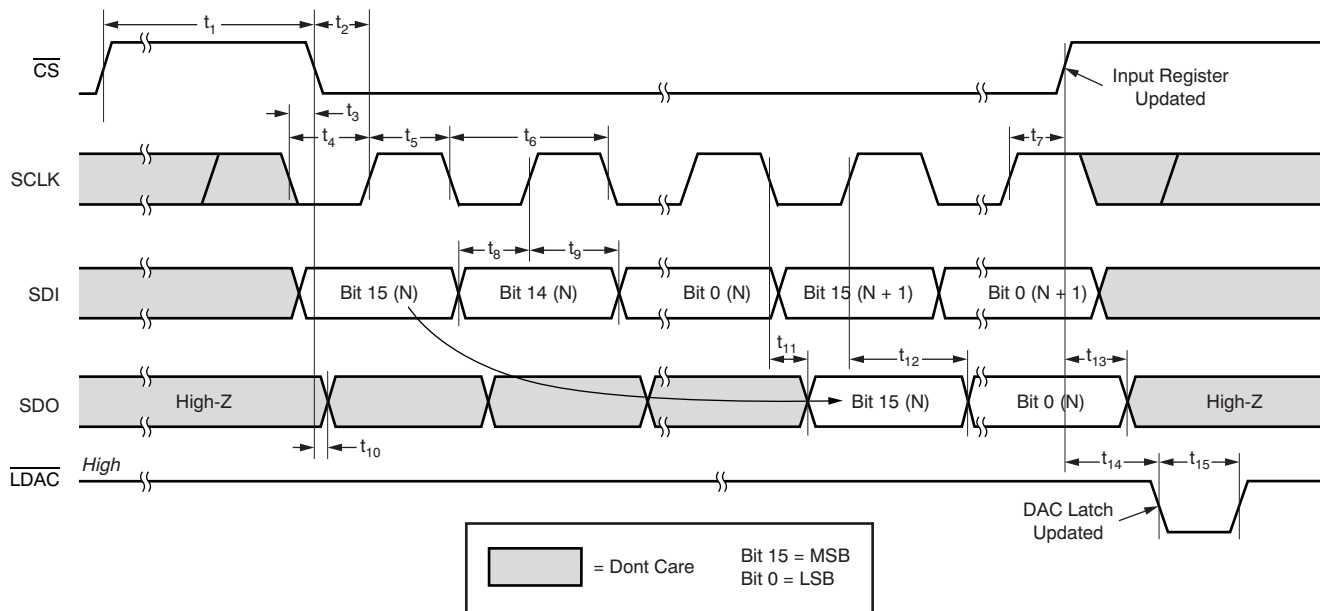 t1
t2
CS
Input Register
Updated
t3
t4
t5
t6
t7
SCLK
t8
t9
SDI
Bit 15 (N)
Bit 14 (N)
Bit 0 (N)
Bit 15 (N + 1)
Bit 0 (N + 1)
t11
t12
t13
SDO
High-Z
Bit 15 (N)
Bit 0 (N)
High-Z
t10
High
LDAC
t14
t15
DAC Latch
Updated
= Dont Care
Bit 15 = MSB
Bit 0 = LSB